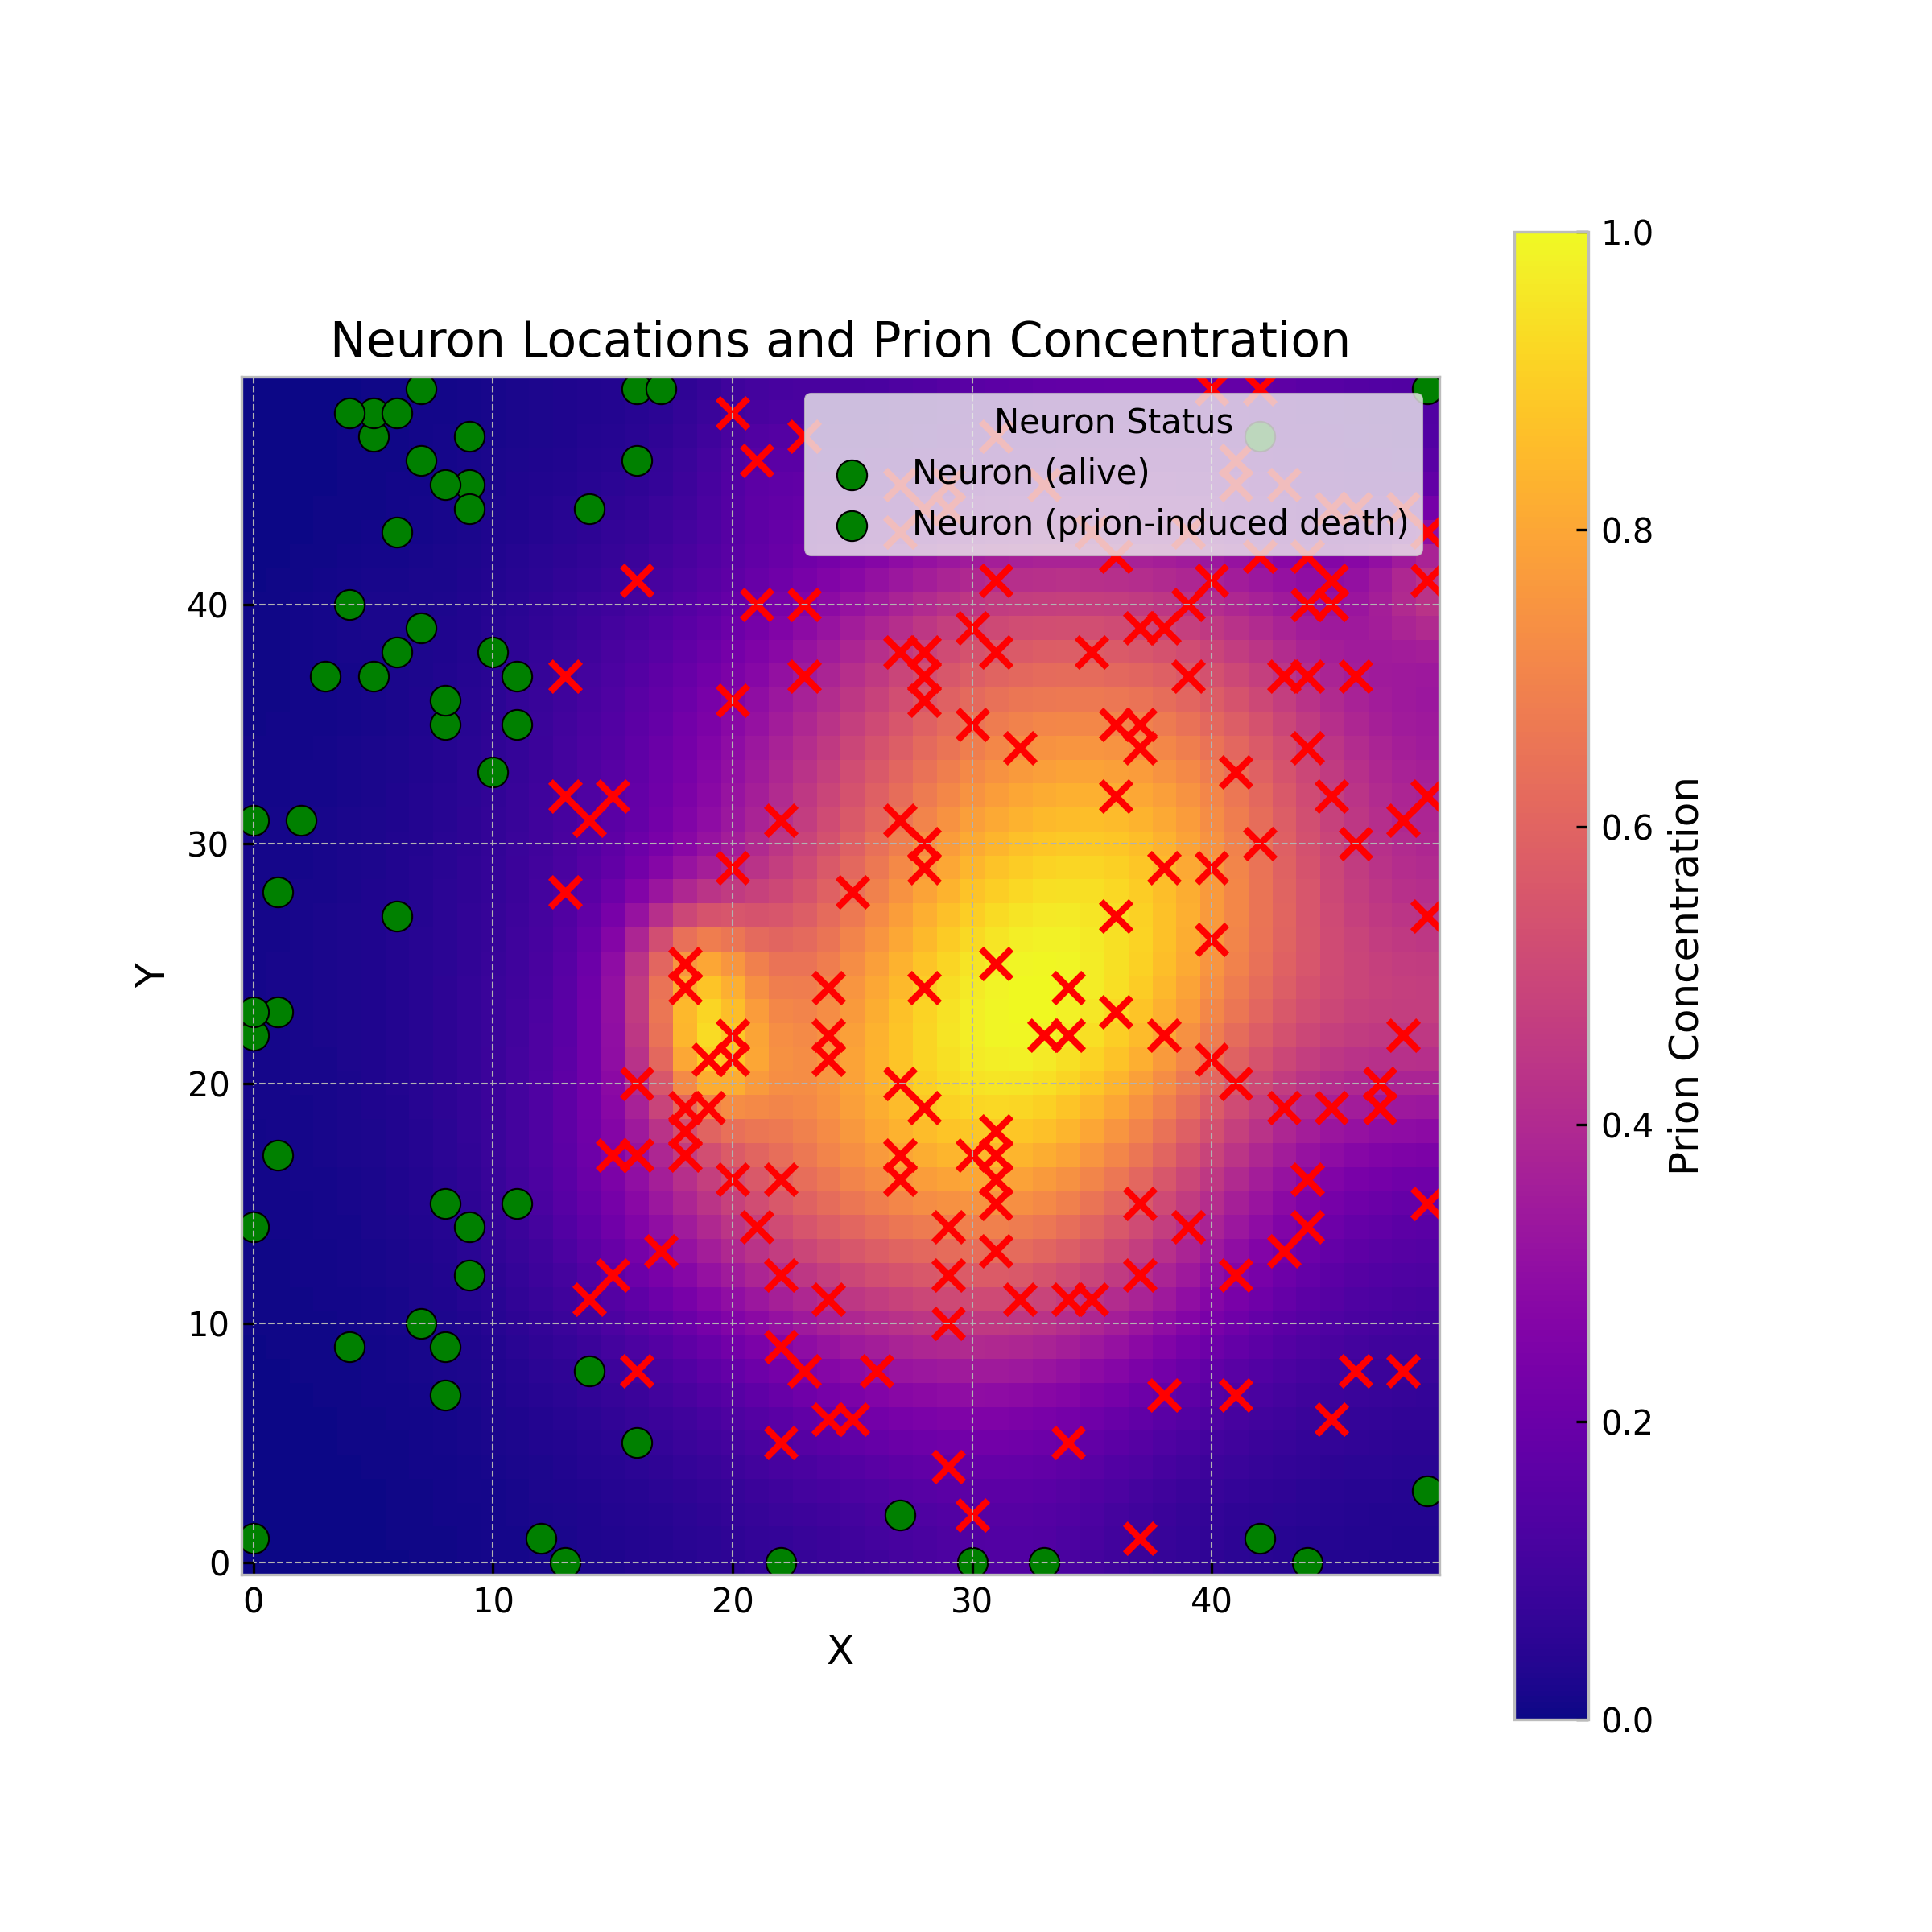 Neuron Locations and Prion Concentration
Neuron Status
Neuron (alive)
Neuron (prion-induced death)
Y
40
30
20
10
0
0 10 20 30 40
X
1.0
0.8
0.6
0.4
0.2
0.0
Prion Concentration